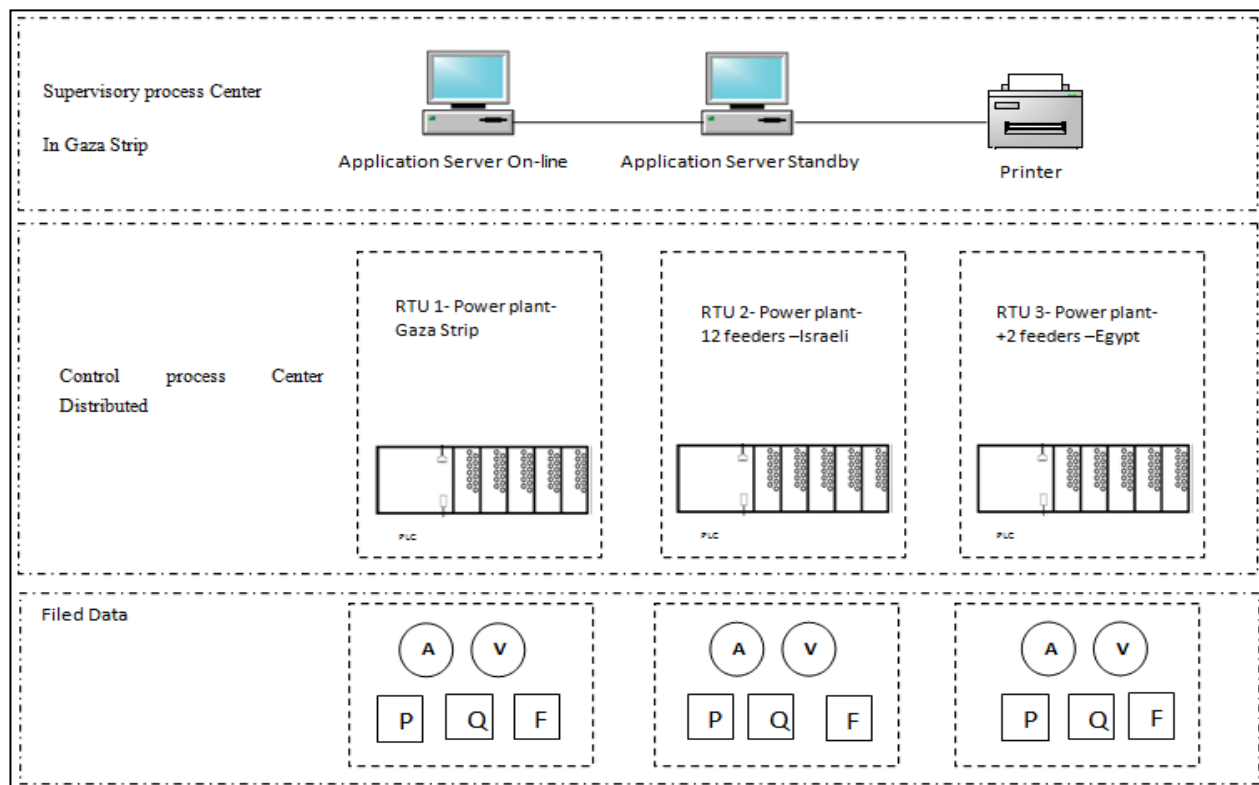 Supervisory process Center
In Gaza Strip
Application Server On-line
Application Server Standby
Printer
Control process Center
Distributed
RTU 1- Power plant-
Gaza Strip
PLC
RTU 2- Power plant-
12 feeders –Israeli
PLC
RTU 3- Power plant-
+2 feeders –Egypt
PLC
Filed Data
A V
P Q F
A V
P Q F
A V
P Q F